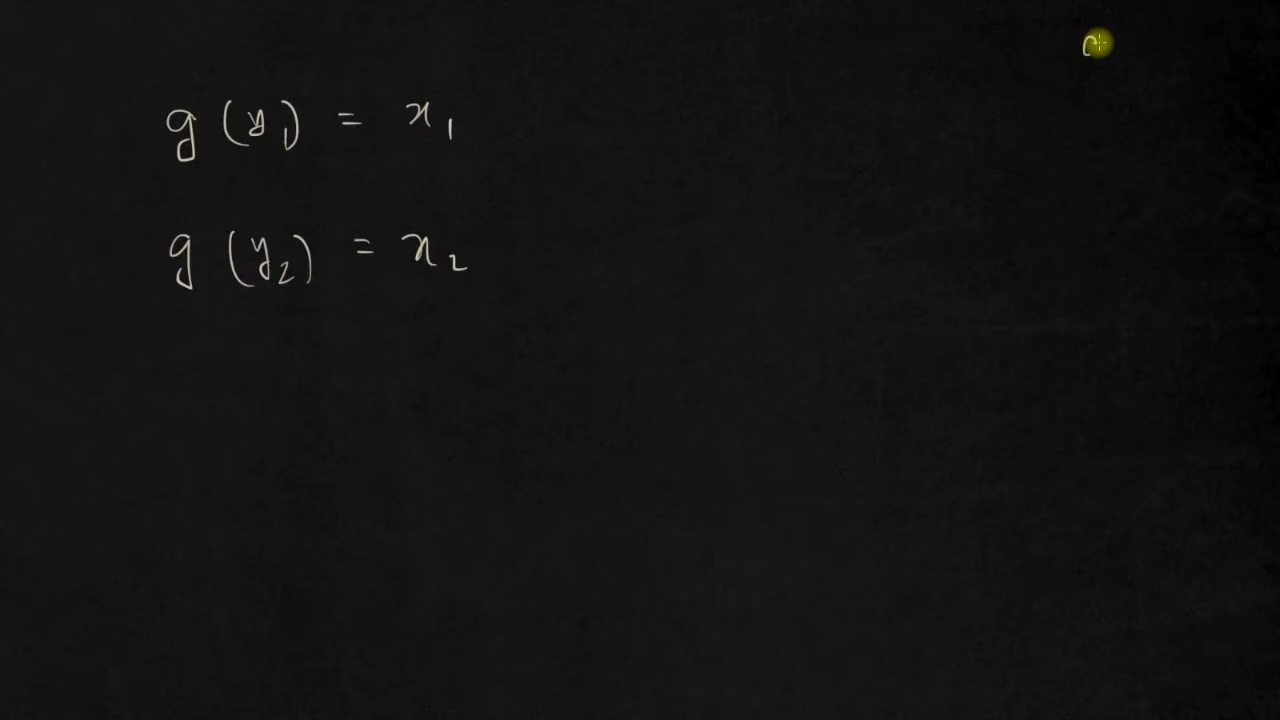 g (y₁) = x₁
g (y₂) = x₂